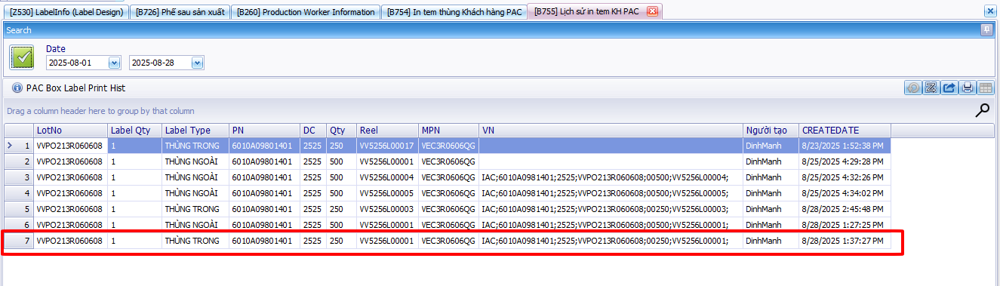 [Z530] LabelInfo (Label Design) [B726] Phế sau sản xuất [B260] Production Worker Information [B754] In tem thùng Khách hàng PAC [B755] Lịch sử in tem KH PAC
Search
Date
2025-08-01 2025-08-28
PAC Box Label Print Hist
Drag a column header here to group by that column
LotNo Label Qty Label Type PN DC Qty Reel MPN VN Người tạo CREATEDATE
1 VVPO213R060608 1 THÙNG TRONG 6010A09801401 2525 250 VV5256L00017 VEC3R0606QG DinhManh 8/23/2025 1:52:38 PM
2 VVPO213R060608 1 THÙNG NGOÀI 6010A09801401 2525 500 VV5256L00001 VEC3R0606QG DinhManh 8/25/2025 4:29:28 PM
3 VVPO213R060608 1 THÙNG NGOÀI 6010A09801401 2525 500 VV5256L00004 VEC3R0606QG IAC;6010A0981401;2525;VVPO213R060608;00500;VV5256L00004; DinhManh 8/25/2025 4:32:26 PM
4 VVPO213R060608 1 THÙNG NGOÀI 6010A09801401 2525 500 VV5256L00005 VEC3R0606QG IAC;6010A0981401;2525;VVPO213R060608;00500;VV5256L00005; DinhManh 8/25/2025 4:34:02 PM
5 VVPO213R060608 1 THÙNG TRONG 6010A09801401 2525 250 VV5256L00003 VEC3R0606QG IAC;6010A0981401;2525;VVPO213R060608;00250;VV5256L00003; DinhManh 8/28/2025 2:45:48 PM
6 VVPO213R060608 1 THÙNG NGOÀI 6010A09801401 2525 500 VV5256L00001 VEC3R0606QG IAC;6010A0981401;2525;VVPO213R060608;00500;VV5256L00001; DinhManh 8/28/2025 1:27:25 PM
7 VVPO213R060608 1 THÙNG TRONG 6010A09801401 2525 250 VV5256L00001 VEC3R0606QG IAC;6010A0981401;2525;VVPO213R060608;00250;VV5256L00001; DinhManh 8/28/2025 1:37:27 PM